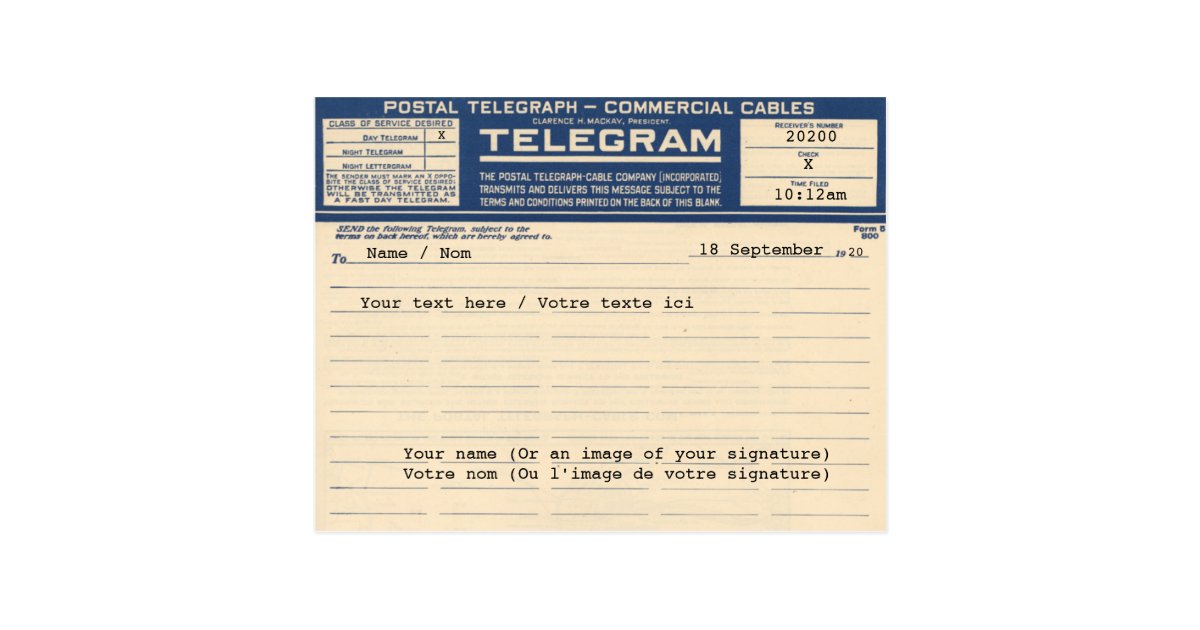 POSTAL TELEGRAPH — COMMERCIAL CABLES
CLARENCE H. MACKAY, PRESIDENT.
TELEGRAM
THE POSTAL TELEGRAPH-CABLE COMPANY (INCORPORATED)
TRANSMITS AND DELIVERS THIS MESSAGE SUBJECT TO THE
TERMS AND CONDITIONS PRINTED ON THE BACK OF THIS BLANK.
CLASS OF SERVICE DESIRED
DAY TELEGRAM X
NIGHT TELEGRAM
NIGHT LETTERGRAM
THE SENDER MUST MARK AN X OPPO-
SITE THE CLASS OF SERVICE DESIRED;
OTHERWISE THE TELEGRAM
WILL BE TRANSMITTED AS
A FAST DAY TELEGRAM.
RECEIVER'S NUMBER
20200
CHECK
X
TIME FILED
10:12am
SEND the following Telegram, subject to the
terms on back hereof, which are hereby agreed to.
Form 8
800
To Name / Nom 18 September 1920
Your text here / Votre texte ici
Your name (Or an image of your signature)
Votre nom (Ou l'image de votre signature)